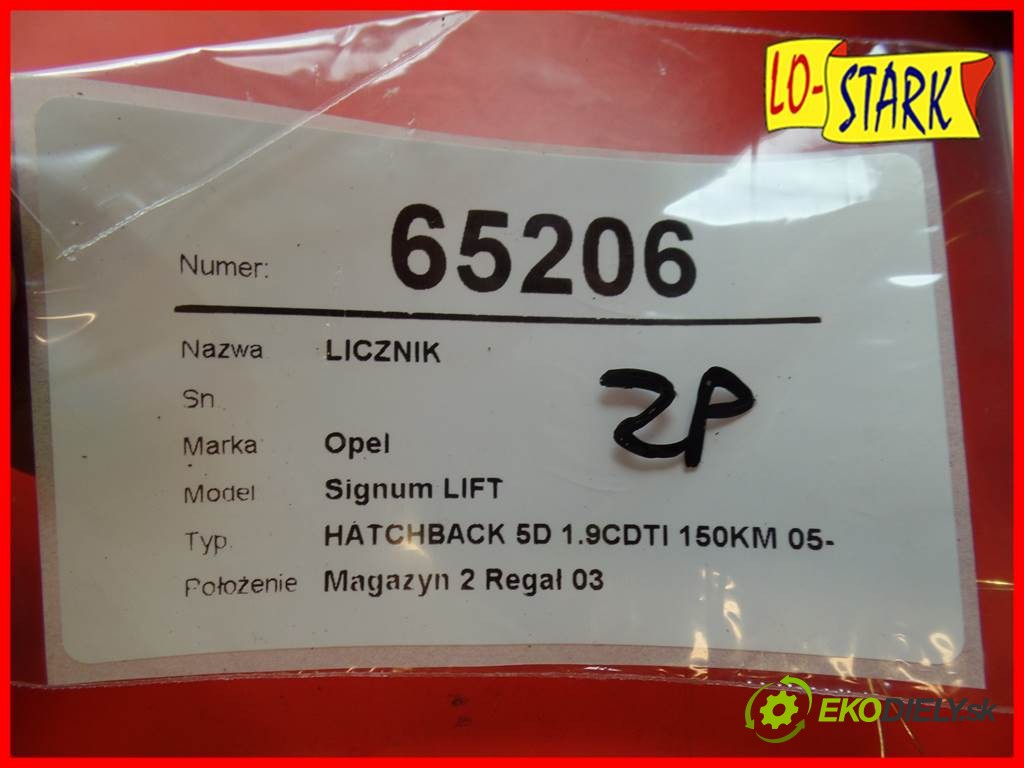 LO-STARK
Numer: 65206
Nazwa LICZNIK
Sn
Marka Opel
Model Signum LIFT
Typ. HATCHBACK 5D 1.9CDTI 150KM 05-
Położenie Magazyn 2 Regał 03
ZP
EKODIELY.sk